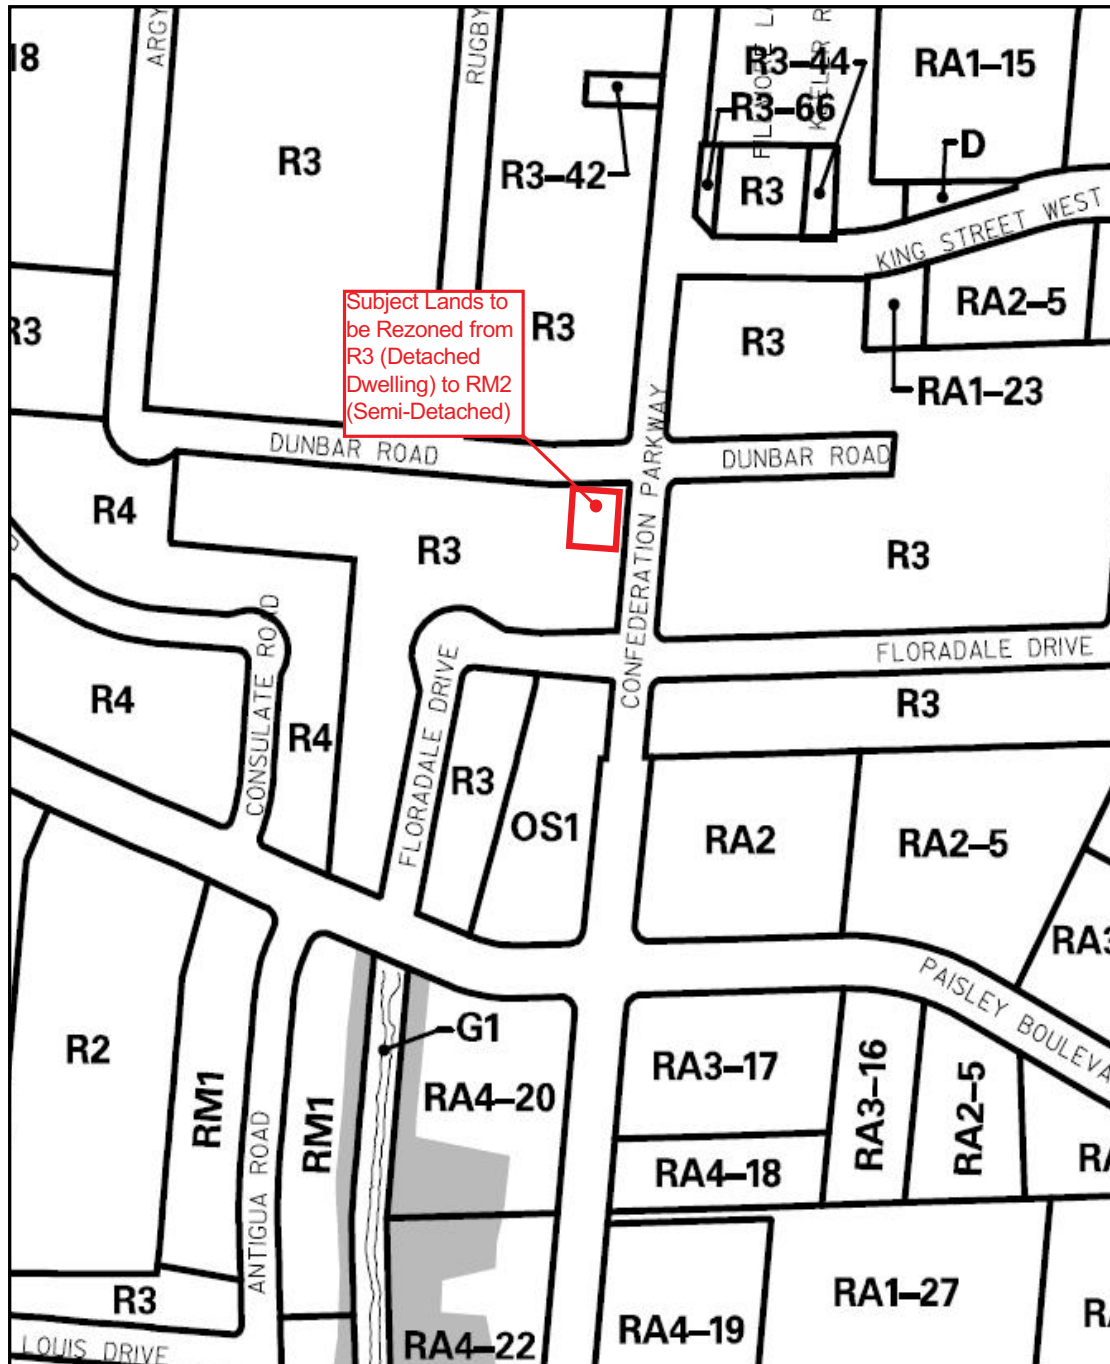 ARGY
RUGBY
18
R3
R3-44
RA1-15
R3-66
D
R3-42
R3
KING STREET WEST
Subject Lands to
be Rezoned from
R3 (Detached
Dwelling) to RM2
(Semi-Detached)
R3
R3
R3
RA2-5
RA1-23
DUNBAR ROAD
CONFEDERATION PARKWAY
DUNBAR ROAD
R4
R3
R3
CONSULATE ROAD
FLORADALE DRIVE
FLORADALE DRIVE
R4
R4
R3
R3
OS1
RA2
RA2-5
RA3
PAISLEY BOULEVA
R2
RM1
RM1
G1
RA4-20
RA3-17
RA3-16
RA2-5
RA4-18
RA
ANTIGUA ROAD
R3
RA1-27
RA4-19
RA4-22
LOUIS DRIVE